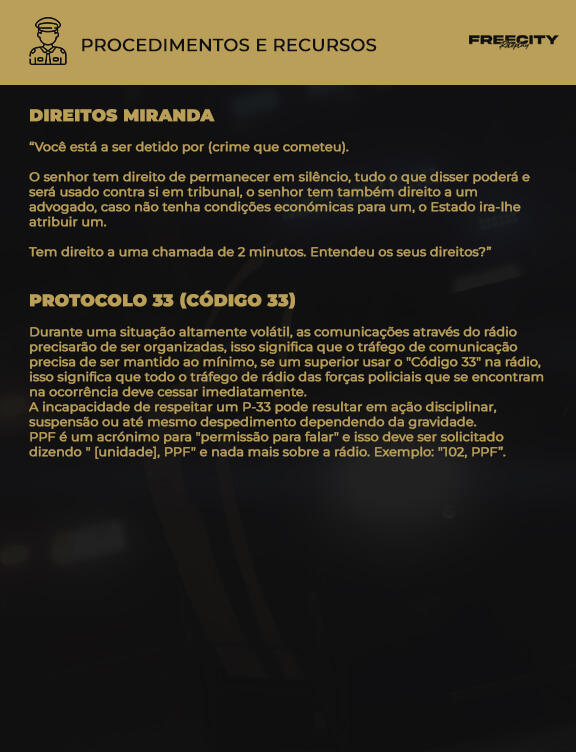 PROCEDIMENTOS E RECURSOS
FREECITY
Roleplay
DIREITOS MIRANDA
“Você está a ser detido por (crime que cometeu).
O senhor tem direito de permanecer em silêncio, tudo o que disser poderá e
será usado contra si em tribunal, o senhor tem também direito a um
advogado, caso não tenha condições económicas para um, o Estado ira-lhe
atribuir um.
Tem direito a uma chamada de 2 minutos. Entendeu os seus direitos?”
PROTOCOLO 33 (CÓDIGO 33)
Durante uma situação altamente volátil, as comunicações através do rádio
precisarão de ser organizadas, isso significa que o tráfego de comunicação
precisa de ser mantido ao mínimo, se um superior usar o "Código 33" na rádio,
isso significa que todo o tráfego de rádio das forças policiais que se encontram
na ocorrência deve cessar imediatamente.
A incapacidade de respeitar um P-33 pode resultar em ação disciplinar,
suspensão ou até mesmo despedimento dependendo da gravidade.
PPF é um acrónimo para "permissão para falar" e isso deve ser solicitado
dizendo " [unidade], PPF" e nada mais sobre a rádio. Exemplo: "102, PPF”.